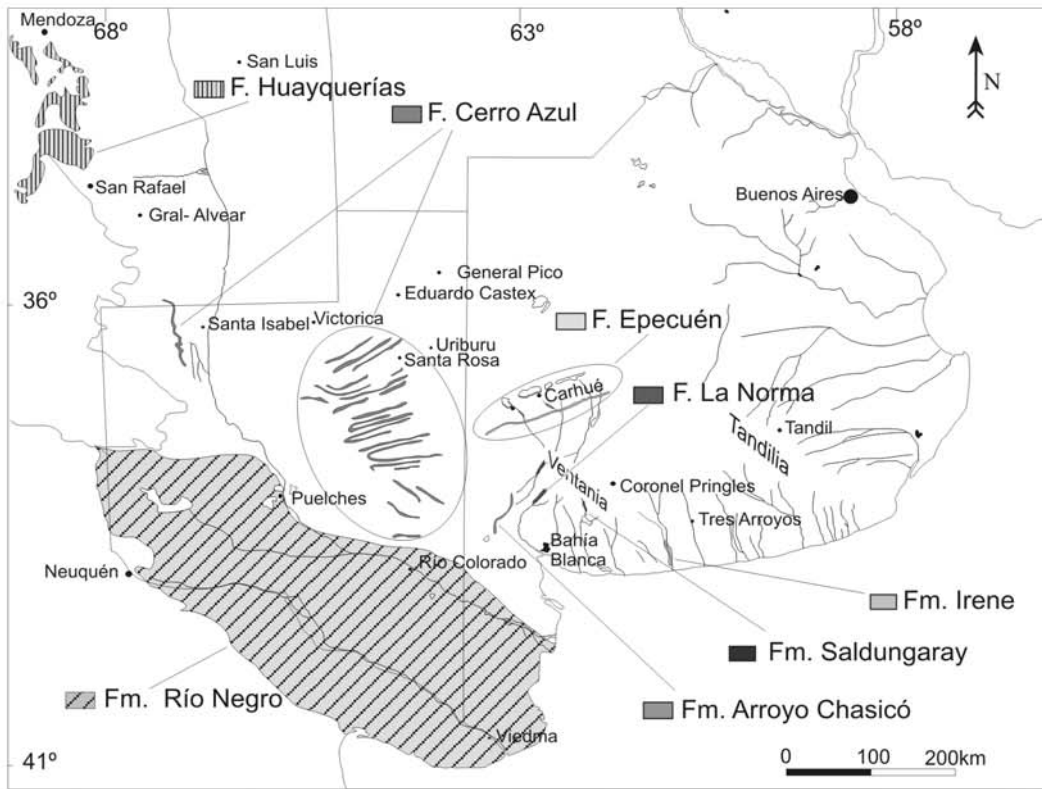 Mendoza
68º
63º
58º
San Luis
N
F. Huayquerías
F. Cerro Azul
San Rafael
Buenos Aires
Gral- Alvear
General Pico
36º
Eduardo Castex
Santa Isabel
Victorica
F. Epecuén
Uriburu
Santa Rosa
Carhué
F. La Norma
Tandil
Tandilia
Ventania
Coronel Pringles
Puelches
Tres Arroyos
Bahía
Blanca
Río Colorado
Neuquén
Fm. Irene
Fm. Saldungaray
Fm. Río Negro
Fm. Arroyo Chasicó
Viedma
41º
0 100 200km